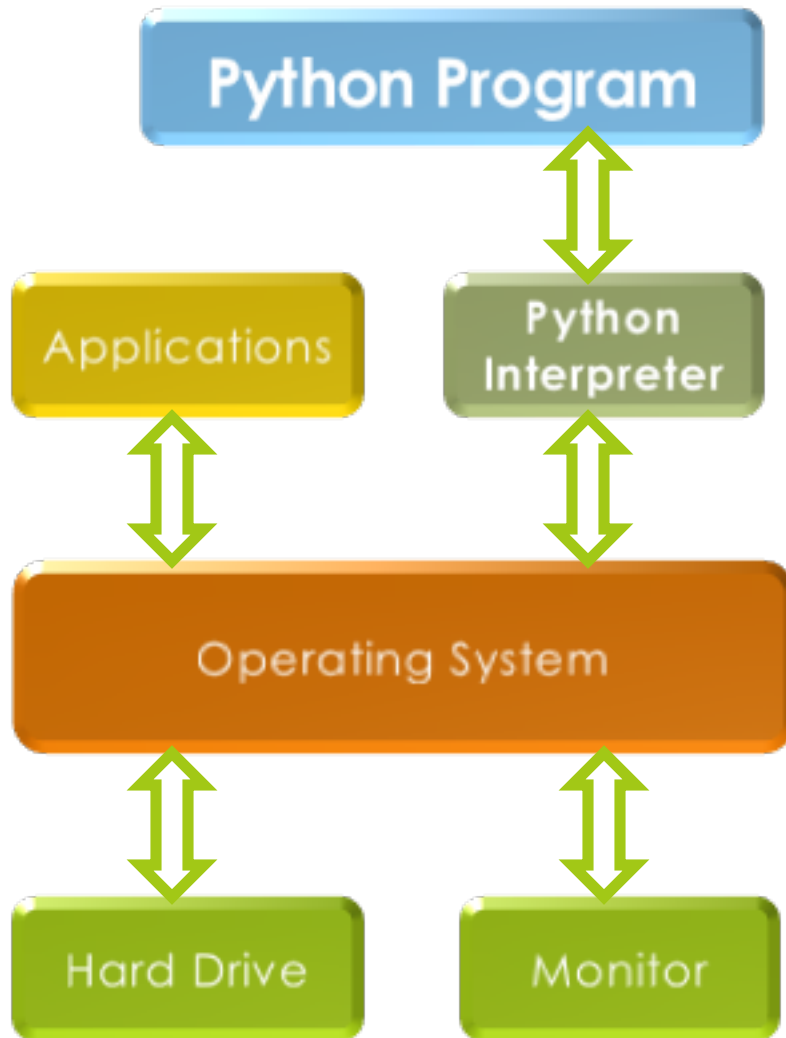 Python Program
Applications
Python
Interpreter
Operating System
Hard Drive
Monitor